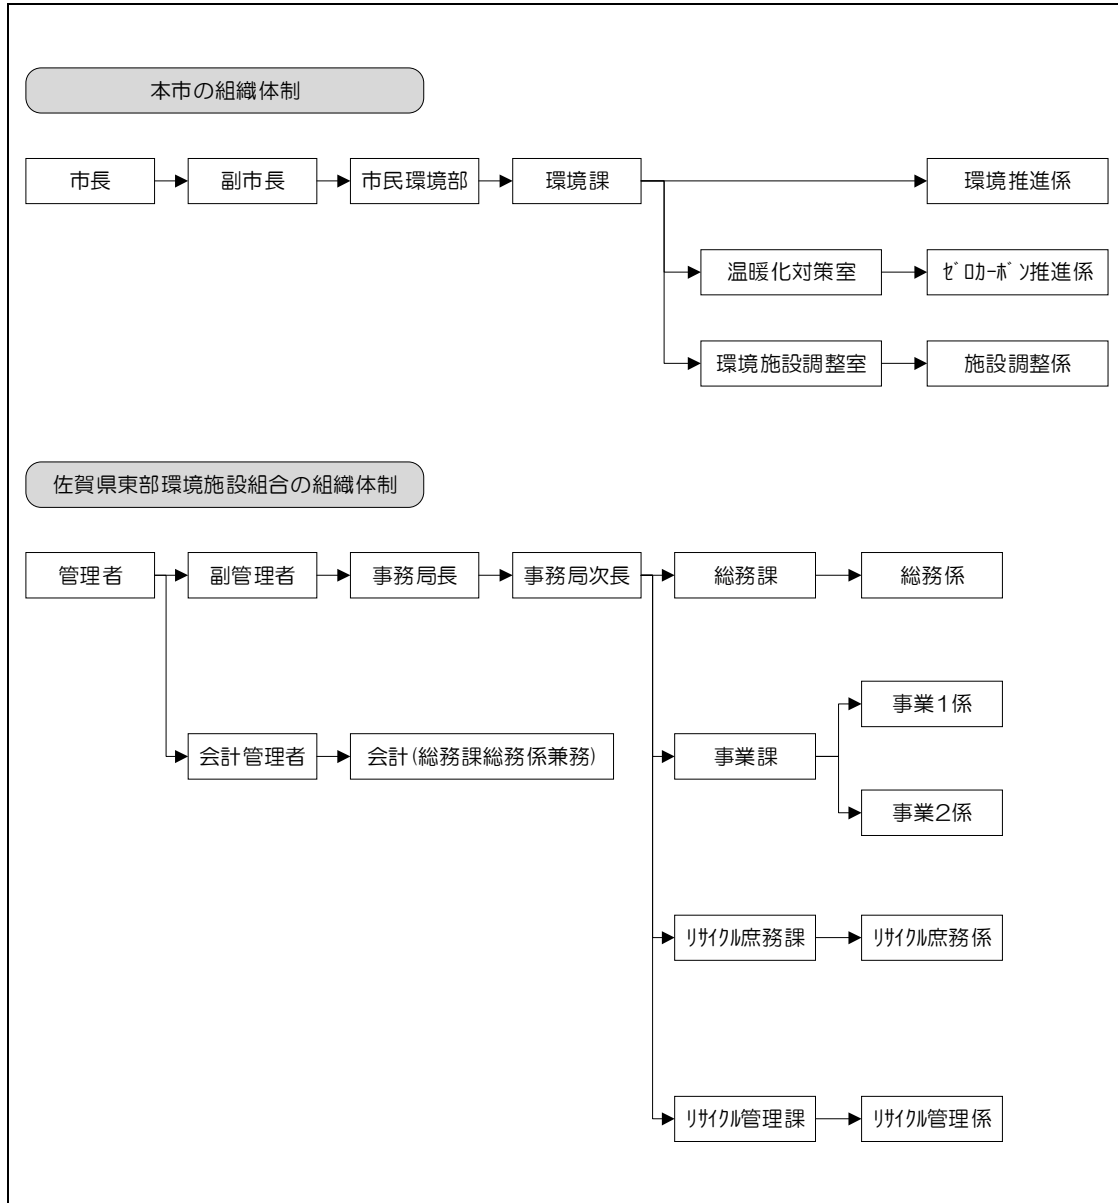 本市の組織体制
市長
副市長
市民環境部
環境課
環境推進係
温暖化対策室
ｾﾞﾛｶｰﾎﾞﾝ推進係
環境施設調整室
施設調整係
佐賀県東部環境施設組合の組織体制
管理者
副管理者
事務局長
事務局次長
総務課
総務係
事業1係
会計管理者
会計(総務課総務係兼務)
事業課
事業2係
ﾘｻｲｸﾙ庶務課
ﾘｻｲｸﾙ庶務係
ﾘｻｲｸﾙ管理課
ﾘｻｲｸﾙ管理係